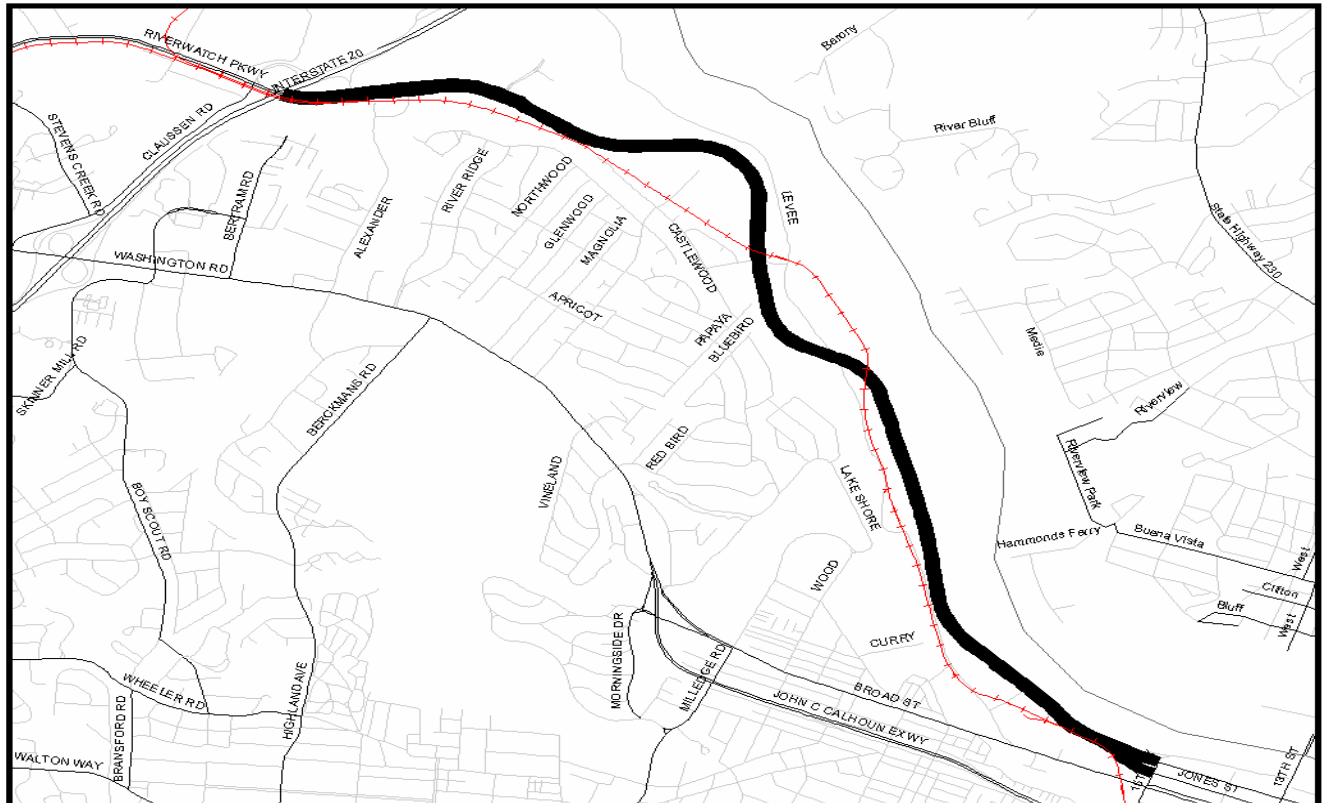 RIVERWATCH PKWY
INTERSTATE 20
Barony
River Bluff
STEVENS CREEK RD
CLAUSSEN RD
BERTRAM RD
ALEXANDER
RIVER RIDGE
NORTHWOOD
GLENWOOD
MAGNOLIA
CASTLEWOOD
LEVEE
State Highway 230
WASHINGTON RD
APRICOT
PAPAYA
BLUEBIRD
Medie
SKINNER MILL RD
BERCKMANS RD
Riverview
RED BIRD
VINELAND
LAKE SHORE
Riverview Park
BOY SCOUT RD
Hammonds Ferry
Buena Vista
West
Clifton
Bluff
West
WOOD
CURRY
MORNINGSIDE DR
MILLEDGE RD
BROAD ST
JOHN C CALHOUN EXWY
WHEELER RD
HIGHLAND AVE
BRANSFORD RD
WALTON WAY
JONES ST
13TH ST